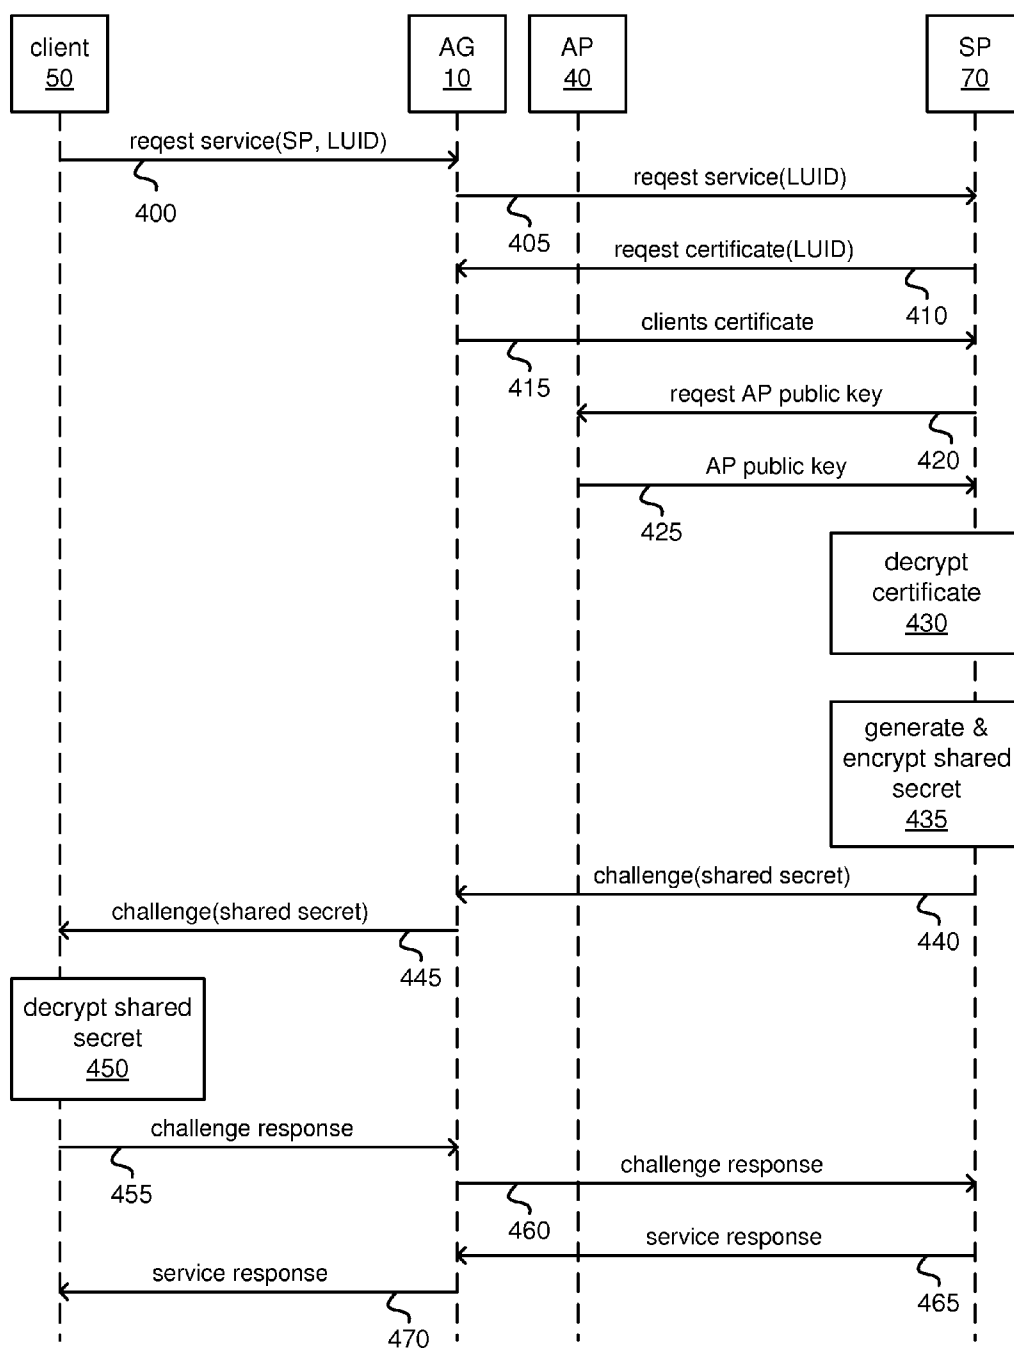 client
50
AG
10
AP
40
SP
70
reqest service(SP, LUID)
400
reqest service(LUID)
405
reqest certificate(LUID)
410
clients certificate
415
reqest AP public key
420
AP public key
425
decrypt
certificate
430
generate &
encrypt shared
secret
435
challenge(shared secret)
440
challenge(shared secret)
445
decrypt shared
secret
450
challenge response
455
challenge response
460
service response
465
service response
470